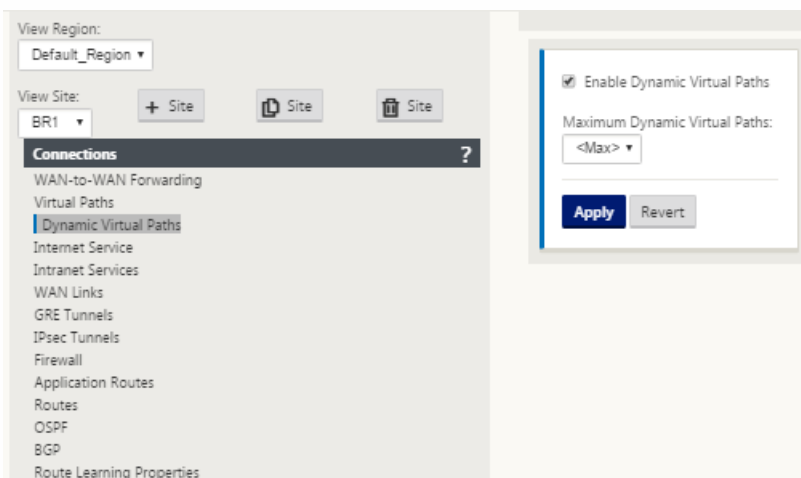 View Region:
Default_Region
View Site:
BR1
+ Site
Site
Site
Connections ?
WAN-to-WAN Forwarding
Virtual Paths
Dynamic Virtual Paths
Internet Service
Intranet Services
WAN Links
GRE Tunnels
IPsec Tunnels
Firewall
Application Routes
Routes
OSPF
BGP
Route Learning Properties
Enable Dynamic Virtual Paths
Maximum Dynamic Virtual Paths:
<Max>
Apply Revert